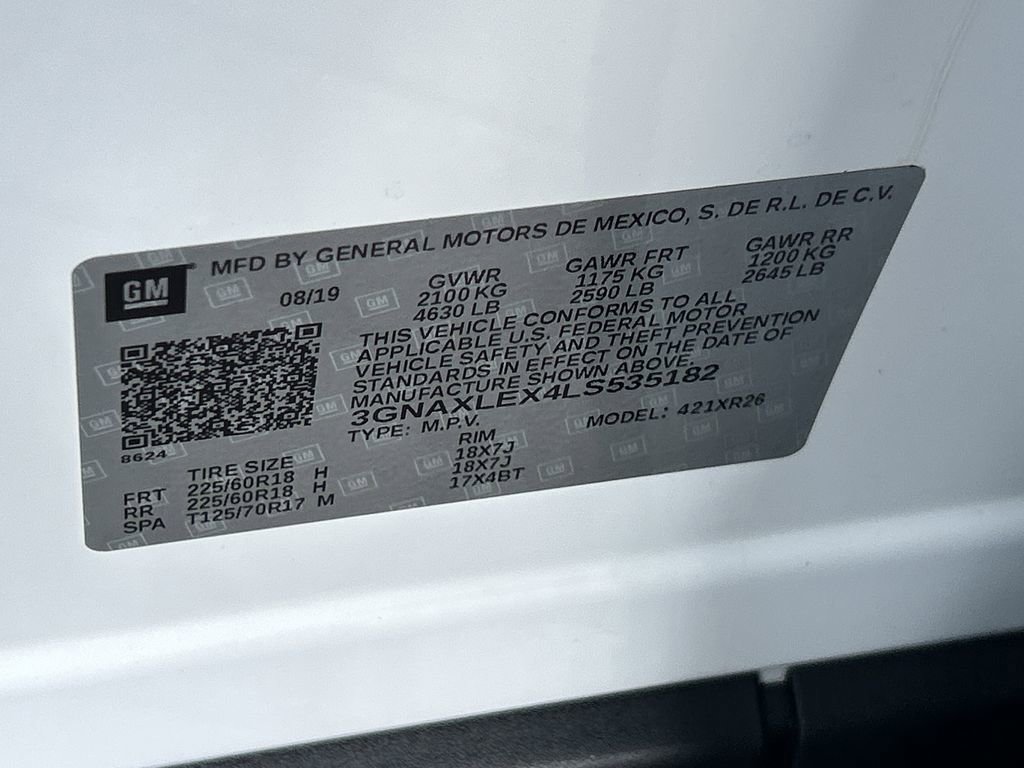 GM
MFD BY GENERAL MOTORS DE MEXICO, S. DE R.L. DE C.V.
08/19
GVWR GAWR FRT GAWR RR
2100 KG 1175 KG 1200 KG
4630 LB 2590 LB 2645 LB
THIS VEHICLE CONFORMS TO ALL
APPLICABLE U.S. FEDERAL MOTOR
VEHICLE SAFETY AND THEFT PREVENTION
STANDARDS IN EFFECT ON THE DATE OF
MANUFACTURE SHOWN ABOVE.
3GNAXLEX4LS535182
TYPE: M.P.V. MODEL: 421XR26
8624
TIRE SIZE RIM
FRT 225/60R18 H 18X7J
RR 225/60R18 H 18X7J
SPA T125/70R17 M 17X4BT